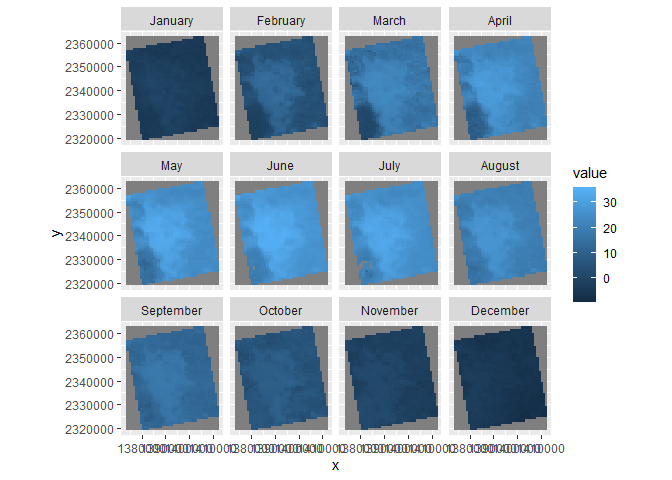 January
February
March
April
2360000
2350000
2340000
2330000
2320000
May
June
July
August
value
30
20
10
0
2360000
2350000
2340000
2330000
2320000
y
September
October
November
December
2360000
2350000
2340000
2330000
2320000
x